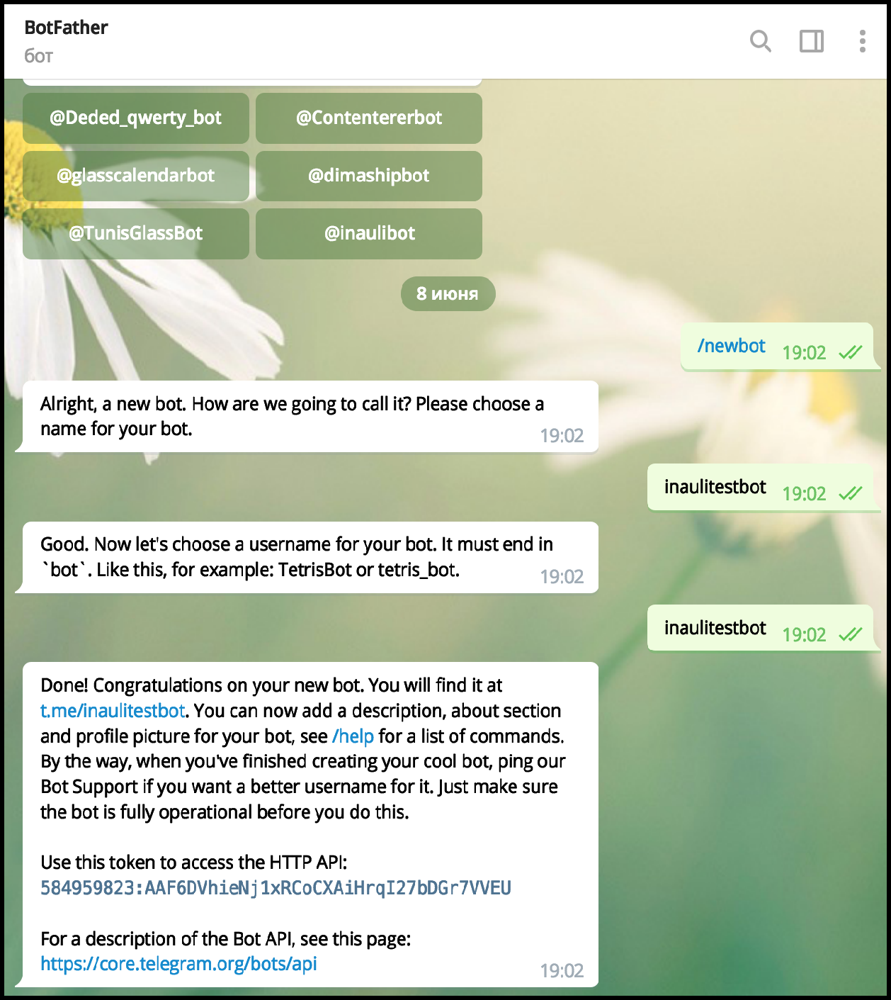 BotFather
бот
@Deded_qwerty_bot
@Contentererbot
@glasscalendarbot
@dimashipbot
@TunisGlassBot
@inaulibot
8 июня
/newbot 19:02
Alright, a new bot. How are we going to call it? Please choose a
name for your bot.
19:02
inaulitestbot 19:02
Good. Now let's choose a username for your bot. It must end in
`bot`. Like this, for example: TetrisBot or tetris_bot.
19:02
inaulitestbot 19:02
Done! Congratulations on your new bot. You will find it at
t.me/inaulitestbot. You can now add a description, about section
and profile picture for your bot, see /help for a list of commands.
By the way, when you've finished creating your cool bot, ping our
Bot Support if you want a better username for it. Just make sure
the bot is fully operational before you do this.
Use this token to access the HTTP API:
584959823:AAF6DVhieNj1xRCoCXAiHrqI27bDGr7VVEU
For a description of the Bot API, see this page:
https://core.telegram.org/bots/api
19:02